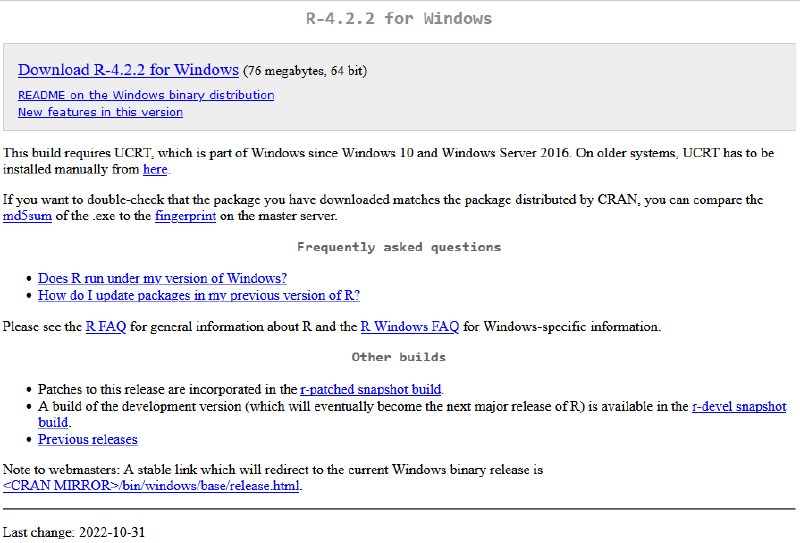 R-4.2.2 for Windows
Download R-4.2.2 for Windows (76 megabytes, 64 bit)
README on the Windows binary distribution
New features in this version
This build requires UCRT, which is part of Windows since Windows 10 and Windows Server 2016. On older systems, UCRT has to be
installed manually from here.
If you want to double-check that the package you have downloaded matches the package distributed by CRAN, you can compare the
md5sum of the .exe to the fingerprint on the master server.
Frequently asked questions
• Does R run under my version of Windows?
• How do I update packages in my previous version of R?
Please see the R FAQ for general information about R and the R Windows FAQ for Windows-specific information.
Other builds
• Patches to this release are incorporated in the r-patched snapshot build.
• A build of the development version (which will eventually become the next major release of R) is available in the r-devel snapshot
build.
• Previous releases
Note to webmasters: A stable link which will redirect to the current Windows binary release is
<CRAN MIRROR>/bin/windows/base/release.html.
Last change: 2022-10-31